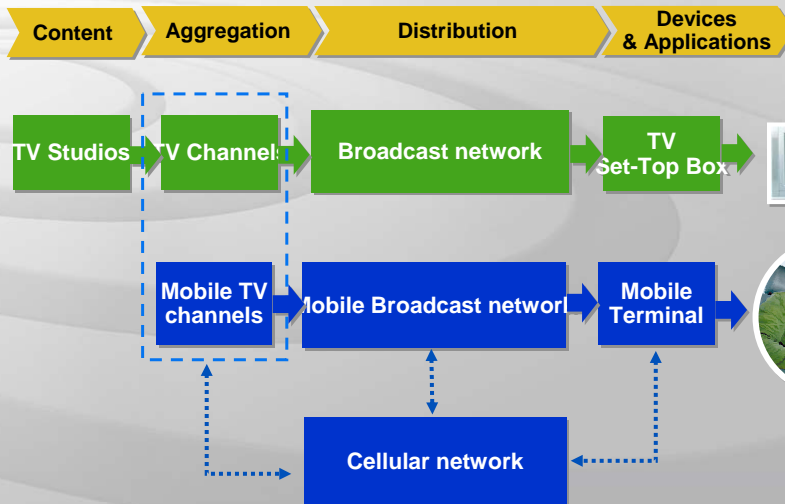 Content
Aggregation
Distribution
Devices
& Applications
TV Studios
TV Channels
Broadcast network
TV
Set-Top Box
Mobile TV
channels
Mobile Broadcast network
Mobile
Terminal
Cellular network